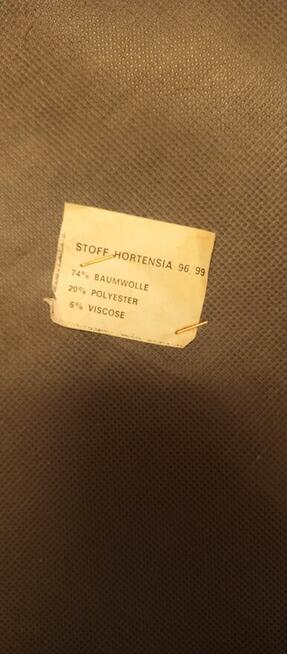 STOFF HORTENSIA 96 99
74% BAUMWOLLE
20% POLYESTER
6% VISCOSE